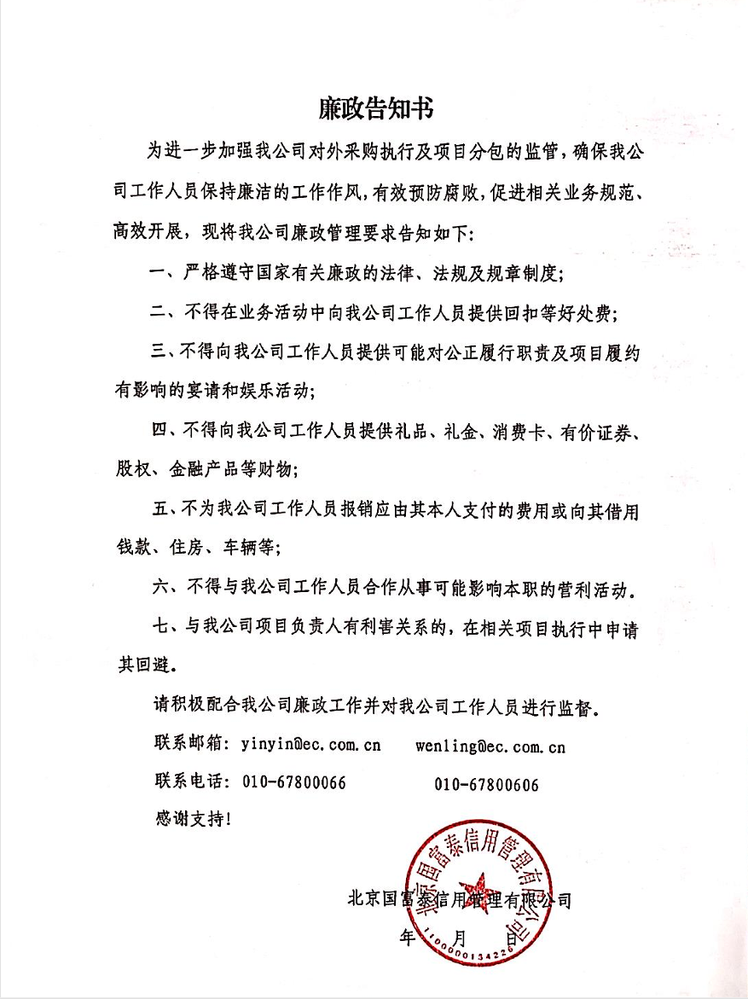 廉政告知书
为进一步加强我公司对外采购执行及项目分包的监管，确保我公
司工作人员保持廉洁的工作作风，有效预防腐败，促进相关业务规范、
高效开展，现将我公司廉政管理要求告知如下：
一、严格遵守国家有关廉政的法律、法规及规章制度；
二、不得在业务活动中向我公司工作人员提供回扣等好处费；
三、不得向我公司工作人员提供可能对公正履行职责及项目履约
有影响的宴请和娱乐活动；
四、不得向我公司工作人员提供礼品、礼金、消费卡、有价证券、
股权、金融产品等财物；
五、不为我公司工作人员报销应由其本人支付的费用或向其借用
钱款、住房、车辆等；
六、不得与我公司工作人员合作从事可能影响本职的营利活动。
七、与我公司项目负责人有利害关系的，在相关项目执行中申请
其回避。
请积极配合我公司廉政工作并对我公司工作人员进行监督。
联系邮箱：yinyin@ec.com.cn wenling@ec.com.cn
联系电话：010-67800066 010-67800606
感谢支持！
北京国富泰信用管理有限公司
北京国富泰信用管理有限公司
年 月 日
1100000134226